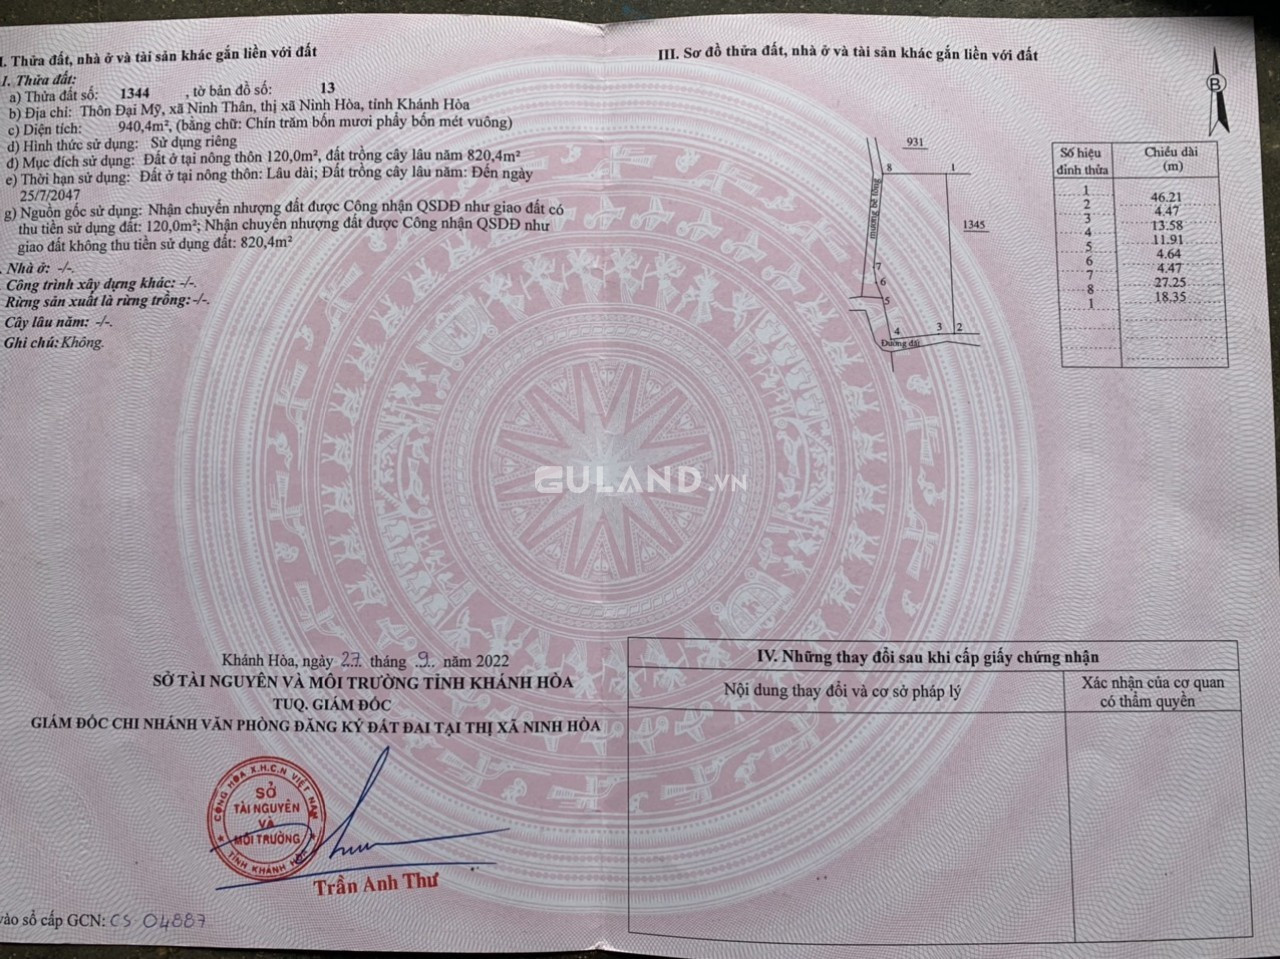 I. Thửa đất, nhà ở và tài sản khác gắn liền với đất
1. Thửa đất:
a) Thửa đất số: 1344 , tờ bản đồ số: 13
b) Địa chỉ: Thôn Đại Mỹ, xã Ninh Thân, thị xã Ninh Hòa, tỉnh Khánh Hòa
c) Diện tích: 940,4m², (bằng chữ: Chín trăm bốn mươi phẩy bốn mét vuông)
d) Hình thức sử dụng: Sử dụng riêng
đ) Mục đích sử dụng: Đất ở tại nông thôn 120,0m², đất trồng cây lâu năm 820,4m²
e) Thời hạn sử dụng: Đất ở tại nông thôn: Lâu dài; Đất trồng cây lâu năm: Đến ngày
25/7/2047
g) Nguồn gốc sử dụng: Nhận chuyển nhượng đất được Công nhận QSDĐ như giao đất có
thu tiền sử dụng đất: 120,0m²; Nhận chuyển nhượng đất được Công nhận QSDĐ như
giao đất không thu tiền sử dụng đất: 820,4m²
. Nhà ở: -/-.
Công trình xây dựng khác: -/-.
Rừng sản xuất là rừng trồng: -/-.
Cây lâu năm: -/-.
Ghi chú: Không.
Khánh Hòa, ngày 27 tháng .9. năm 2022
SỞ TÀI NGUYÊN VÀ MÔI TRƯỜNG TỈNH KHÁNH HÒA
TUQ. GIÁM ĐỐC
GIÁM ĐỐC CHI NHÁNH VĂN PHÒNG ĐĂNG KÝ ĐẤT ĐAI TẠI THỊ XÃ NINH HÒA
CỘNG HÒA X.H.C.N VIỆT NAM
SỞ
TÀI NGUYÊN
VÀ
MÔI TRƯỜNG
TỈNH KHÁNH HÒA
Trần Anh Thư
vào sổ cấp GCN: CS 04887
III. Sơ đồ thửa đất, nhà ở và tài sản khác gắn liền với đất
B
931
8 1
mương bê tông
1345
7
6
5
4 3 2
Đường đất
Số hiệu đỉnh thửa
Chiều dài (m)
1
46.21
2
4.47
3
13.58
4
11.91
5
4.64
6
4.47
7
27.25
8
18.35
1
GULAND.VN
IV. Những thay đổi sau khi cấp giấy chứng nhận
Nội dung thay đổi và cơ sở pháp lý
Xác nhận của cơ quan
có thẩm quyền